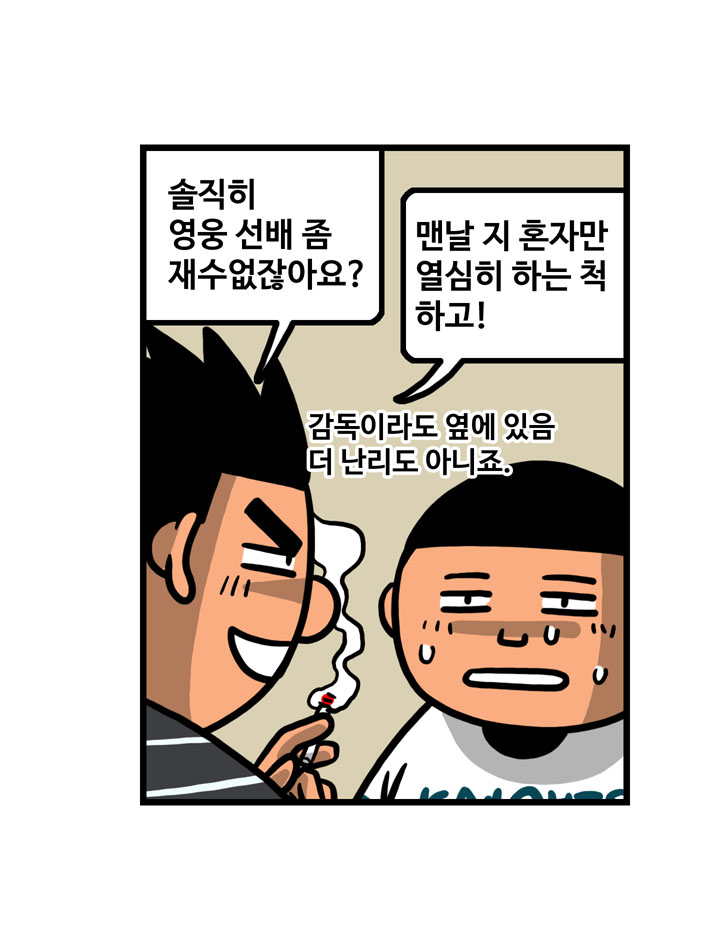 솔직히
영웅 선배 좀
재수없잖아요?
맨날 지 혼자만
열심히 하는 척
하고!
감독이라도 옆에 있음
더 난리도 아니죠.